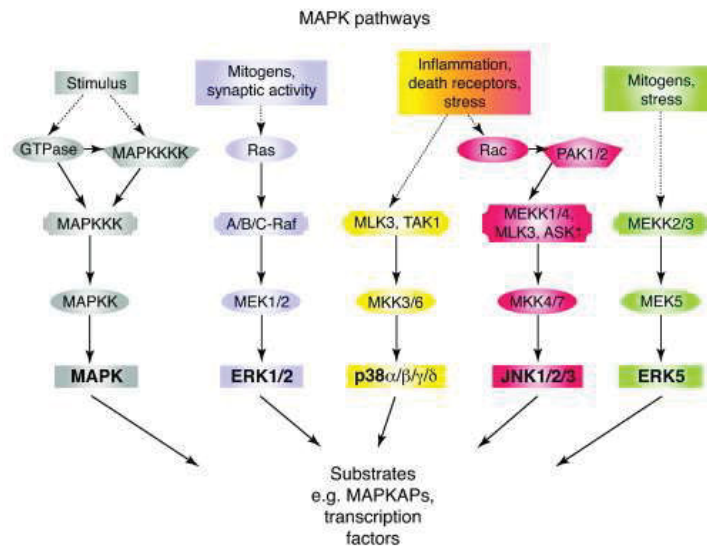 MAPK pathways
Stimulus
Mitogens,
synaptic activity
Inflammation,
death receptors,
stress
Mitogens,
stress
GTPase
MAPKKKK
Ras
Rac
PAK1/2
MAPKKK
A/B/C-Raf
MLK3, TAK1
MEKK1/4,
MLK3, ASK1
MEKK2/3
MAPKK
MEK1/2
MKK3/6
MKK4/7
MEK5
MAPK
ERK1/2
p38α/β/γ/δ
JNK1/2/3
ERK5
Substrates
e.g. MAPKAPs,
transcription
factors